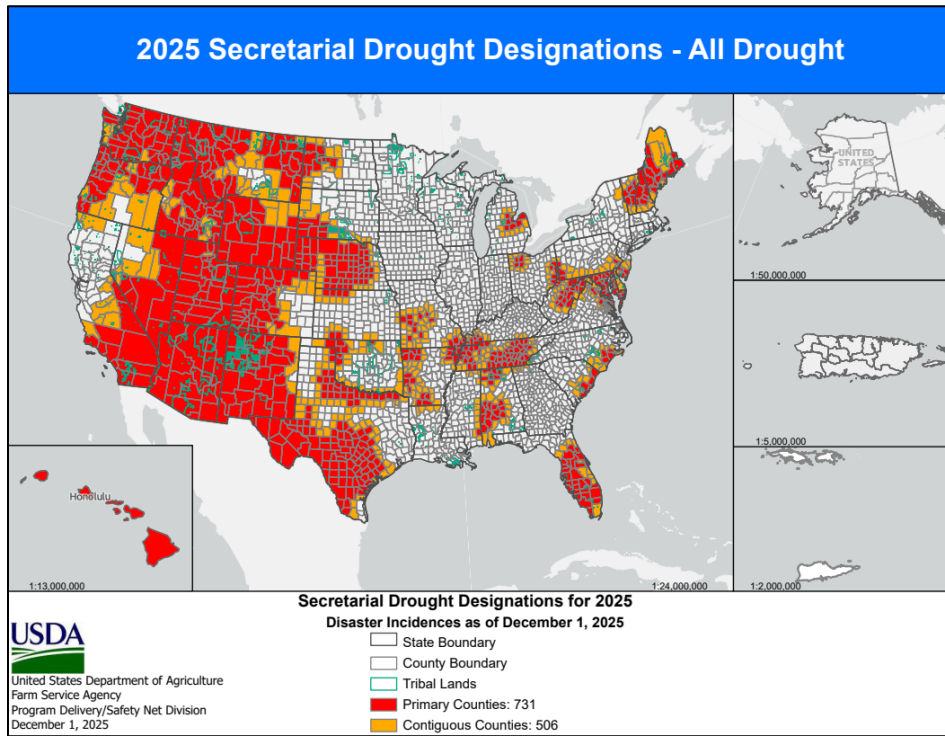 2025 Secretarial Drought Designations - All Drought
UNITED
STATES
1:50,000,000
1:5,000,000
Honolulu
1:13,000,000
1:24,000,000
1:2,000,000
Secretarial Drought Designations for 2025
Disaster Incidences as of December 1, 2025
State Boundary
County Boundary
Tribal Lands
Primary Counties: 731
Contiguous Counties: 506
USDA
United States Department of Agriculture
Farm Service Agency
Program Delivery/Safety Net Division
December 1, 2025